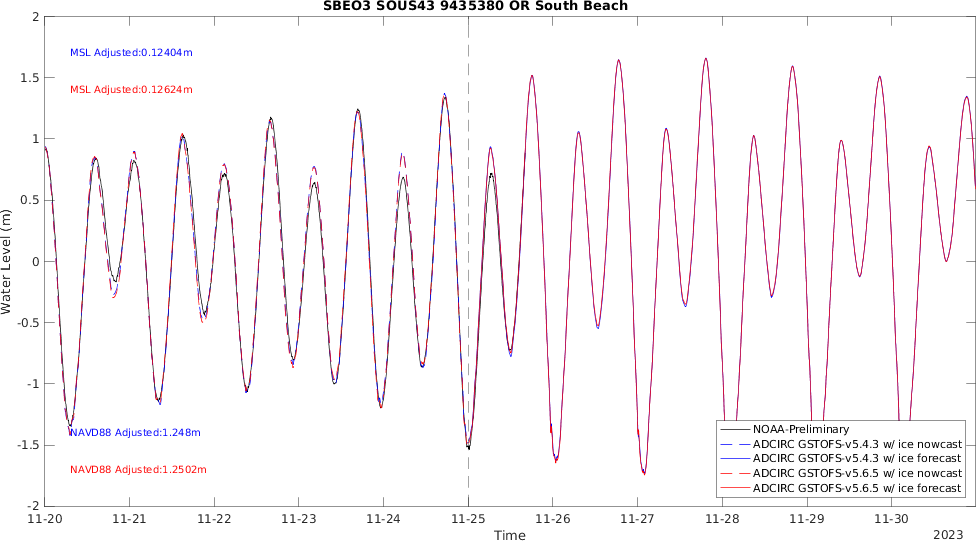 SBEO3 SOUS43 9435380 OR South Beach
2
1.5
1
0.5
0
-0.5
-1
-1.5
-2
Water Level (m)
MSL Adjusted:0.12404m
MSL Adjusted:0.12624m
NAVD88 Adjusted:1.248m
NAVD88 Adjusted:1.2502m
NOAA-Preliminary
ADCIRC GSTOFS-v5.4.3 w/ ice nowcast
ADCIRC GSTOFS-v5.4.3 w/ ice forecast
ADCIRC GSTOFS-v5.6.5 w/ ice nowcast
ADCIRC GSTOFS-v5.6.5 w/ ice forecast
11-20 11-21 11-22 11-23 11-24 11-25 11-26 11-27 11-28 11-29 11-30
Time
2023